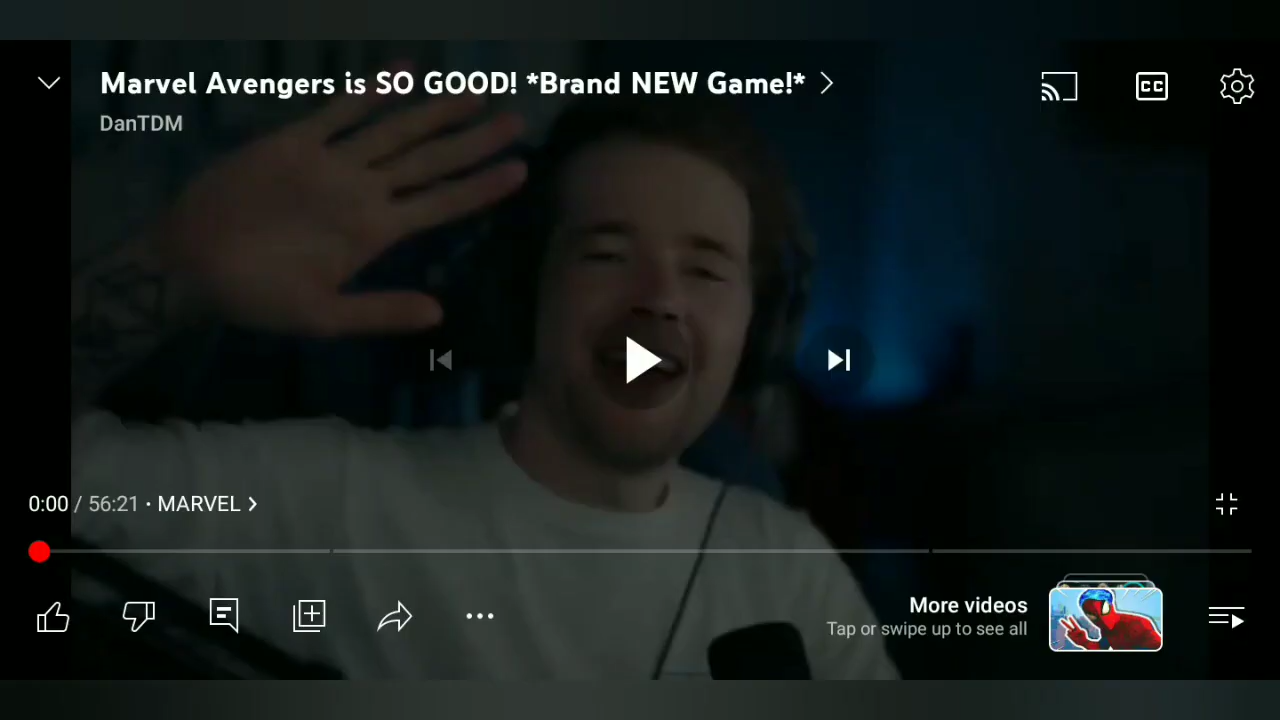 Marvel Avengers is SO GOOD! *Brand NEW Game!*
DanTDM
CC
0:00 / 56:21 · MARVEL
More videos
Tap or swipe up to see all